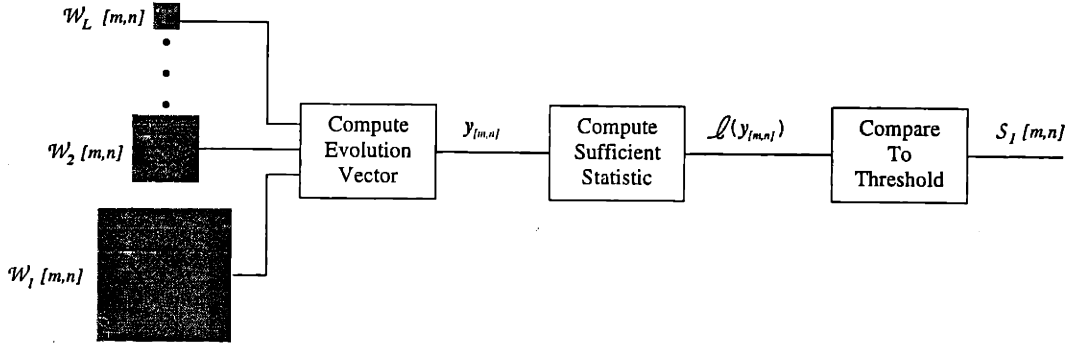 W_L [m,n]
W_2 [m,n]
W_1 [m,n]
Compute
Evolution
Vector
y_[m,n]
Compute
Sufficient
Statistic
ℓ(y_[m,n])
Compare
To
Threshold
S_1 [m,n]